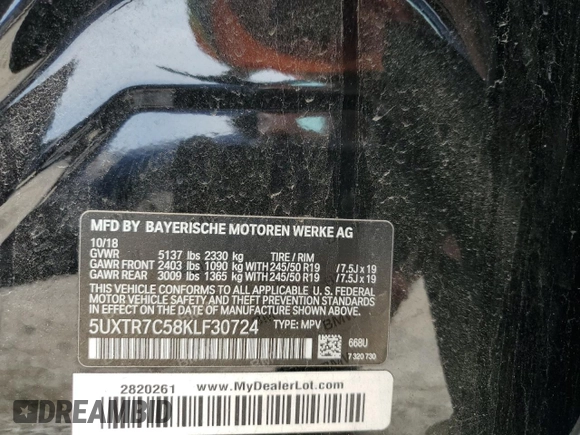 MFD BY BAYERISCHE MOTOREN WERKE AG
10/18
GVWR 5137 lbs 2330 kg TIRE / RIM
GAWR FRONT 2403 lbs 1090 kg WITH 245/50 R19 / 7.5J x 19
GAWR REAR 3009 lbs 1365 kg WITH 245/50 R19 / 7.5J x 19
THIS VEHICLE CONFORMS TO ALL APPLICABLE U. S. FEDERAL
MOTOR VEHICLE SAFETY, BUMPER, AND THEFT PREVENTION
STANDARDS IN EFFECT ON THE DATE OF MANUFACTURE SHOWN ABOVE.
5UXTR7C58KLF30724 TYPE: MPV
668U
7 320 730
2820261 www.MyDealerLot.com
DREAMBID